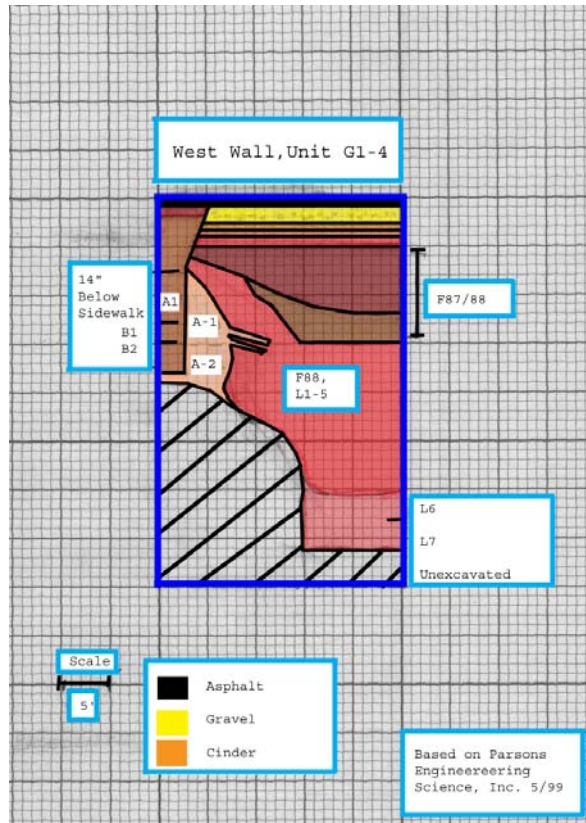 West Wall,Unit G1-4
14"
Below
Sidewalk
B1
B2
A1
A-1
A-2
F87/88
F88,
L1-5
L6
L7
Unexcavated
Scale
5'
Asphalt
Gravel
Cinder
Based on Parsons
Engineereering
Science, Inc. 5/99